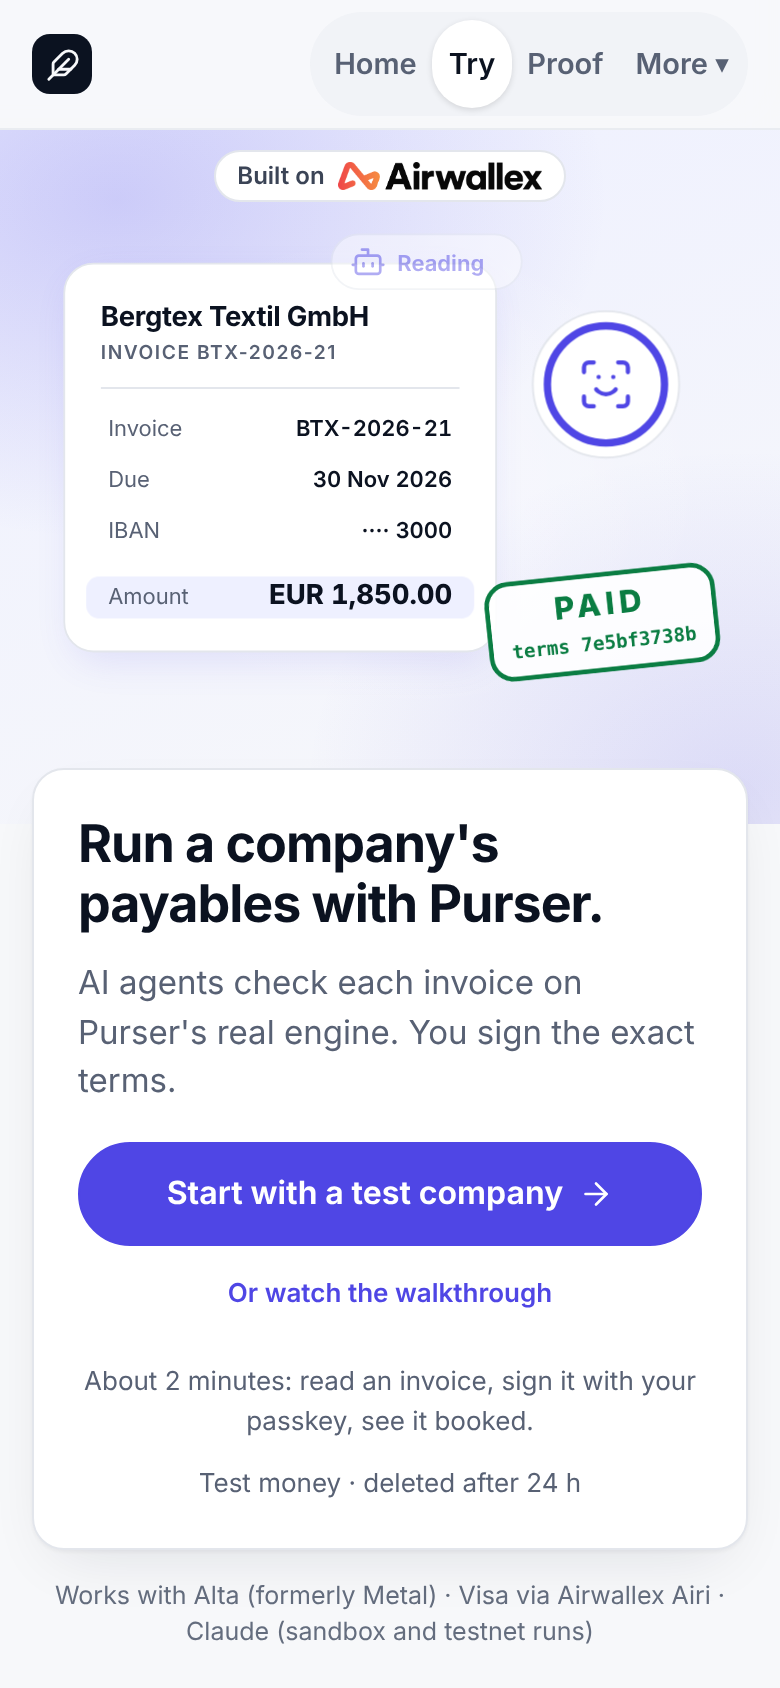 Home Try Proof More ▾
Built on Airwallex
Reading
Bergtex Textil GmbH
INVOICE BTX-2026-21
Invoice BTX-2026-21
Due 30 Nov 2026
IBAN ···· 3000
Amount EUR 1,850.00
PAID
terms 7e5bf3738b
Run a company's
payables with Purser.
AI agents check each invoice on
Purser's real engine. You sign the exact
terms.
Start with a test company →
Or watch the walkthrough
About 2 minutes: read an invoice, sign it with your
passkey, see it booked.
Test money · deleted after 24 h
Works with Alta (formerly Metal) · Visa via Airwallex Airi ·
Claude (sandbox and testnet runs)